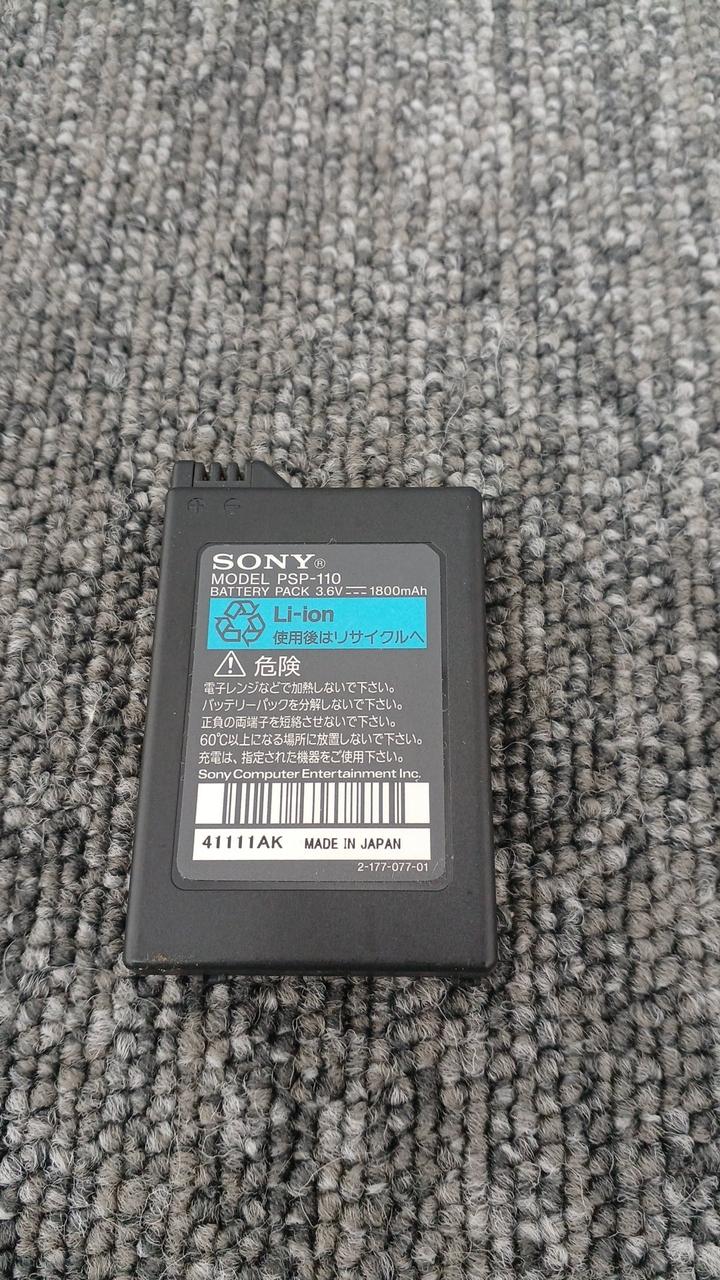 SONY®
MODEL PSP-110
BATTERY PACK 3.6V⎓1800mAh
Li-ion
使用後はリサイクルへ
危険
電子レンジなどで加熱しないで下さい。
バッテリーパックを分解しないで下さい。
正負の両端子を短絡させないで下さい。
60℃以上になる場所に放置しないで下さい。
充電は、指定された機器をご使用下さい。
Sony Computer Entertainment Inc.
41111AK MADE IN JAPAN
2-177-077-01